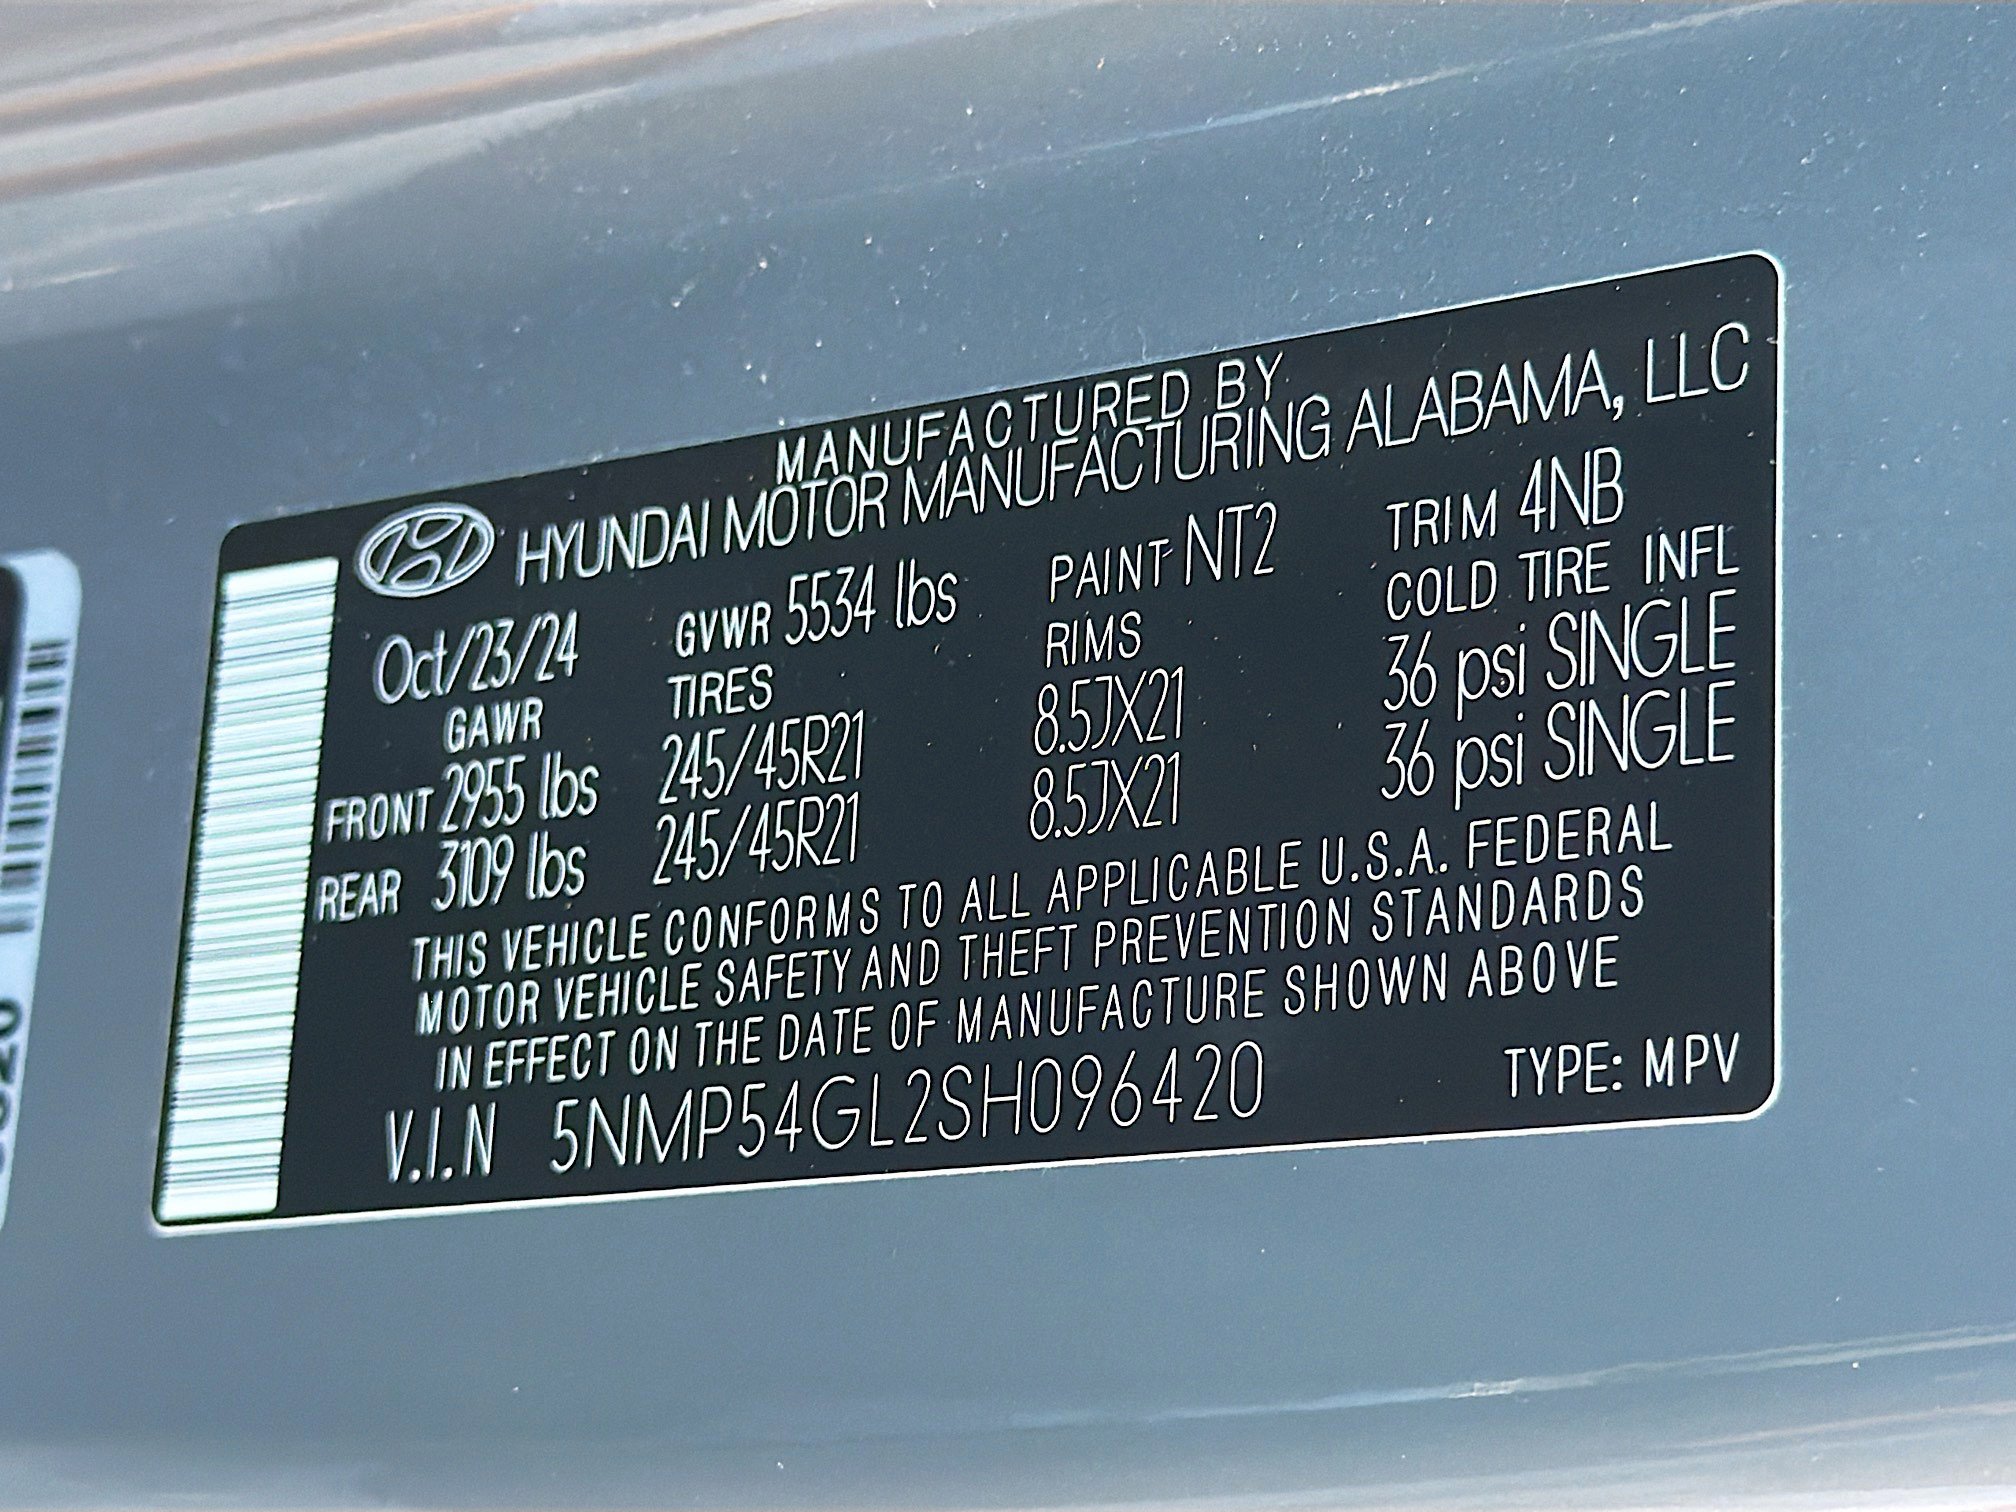 MANUFACTURED BY
HYUNDAI MOTOR MANUFACTURING ALABAMA, LLC
Oct/23/24 GVWR 5534 lbs PAINT NT2 TRIM 4NB
GAWR TIRES RIMS COLD TIRE INFL
FRONT 2955 lbs 245/45R21 8.5JX21 36 psi SINGLE
REAR 3109 lbs 245/45R21 8.5JX21 36 psi SINGLE
THIS VEHICLE CONFORMS TO ALL APPLICABLE U.S.A. FEDERAL
MOTOR VEHICLE SAFETY AND THEFT PREVENTION STANDARDS
IN EFFECT ON THE DATE OF MANUFACTURE SHOWN ABOVE
V.I.N 5NMP54GL2SH096420 TYPE: MPV